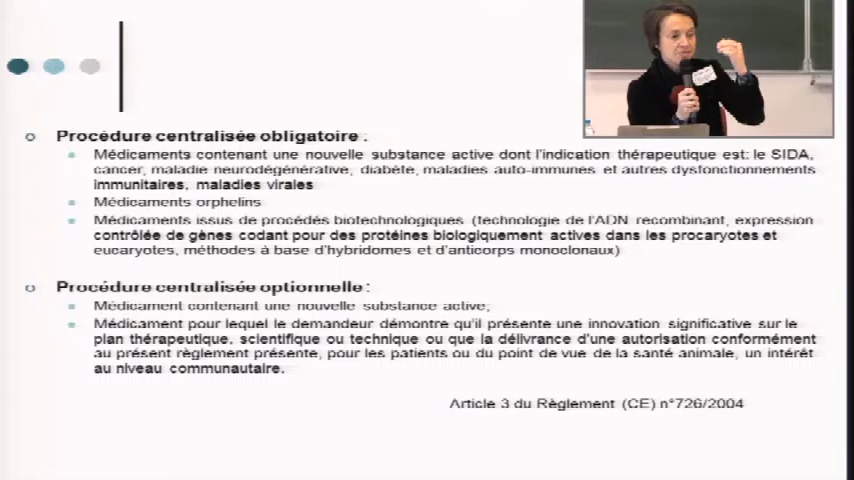 Procédure centralisée obligatoire :
Médicaments contenant une nouvelle substance active dont l'indication thérapeutique est: le SIDA,
cancer, maladie neurodégénérative, diabète, maladies auto-immunes et autres dysfonctionnements
immunitaires, maladies virales
Médicaments orphelins
Médicaments issus de procédés biotechnologiques (technologie de l'ADN recombinant, expression
contrôlée de gènes codant pour des protéines biologiquement actives dans les procaryotes et
eucaryotes, méthodes à base d'hybridomes et d'anticorps monoclonaux)
Procédure centralisée optionnelle :
Médicament contenant une nouvelle substance active;
Médicament pour lequel le demandeur démontre qu'il présente une innovation significative sur le
plan thérapeutique, scientifique ou technique ou que la délivrance d'une autorisation conformément
au présent règlement présente, pour les patients ou du point de vue de la santé animale, un intérêt
au niveau communautaire.
Article 3 du Règlement (CE) n°726/2004